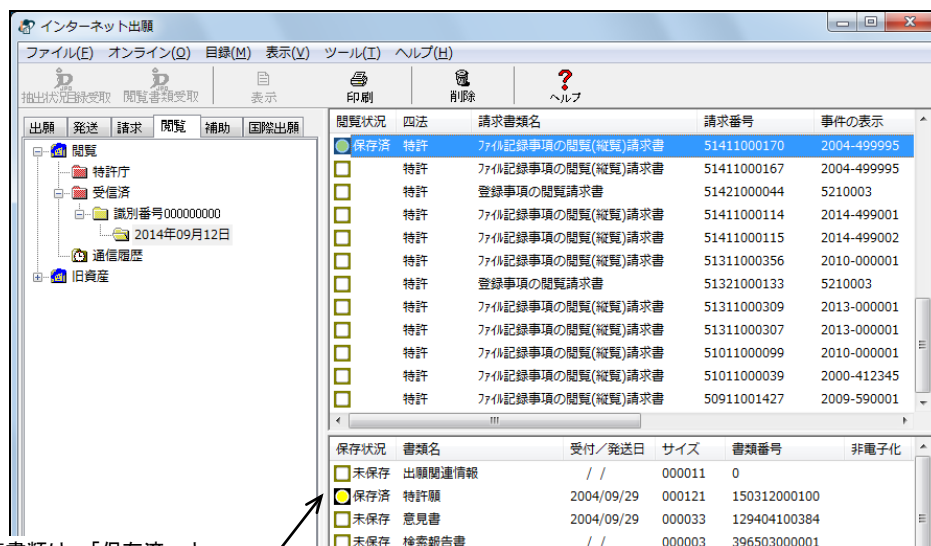 インターネット出願
ファイル(F) オンライン(O) 目録(M) 表示(V) ツール(T) ヘルプ(H)
抽出状況目録受取 閲覧書類受取 表示 印刷 削除 ヘルプ
出願 発送 請求 閲覧 補助 国際出願
閲覧
特許庁
受信済
識別番号000000000
2014年09月12日
通信履歴
旧資産
閲覧状況 四法 請求書類名 請求番号 事件の表示
保存済 特許 ファイル記録事項の閲覧(縦覧)請求書 51411000170 2004-499995
特許 ファイル記録事項の閲覧(縦覧)請求書 51411000167 2004-499995
特許 登録事項の閲覧請求書 51421000044 5210003
特許 ファイル記録事項の閲覧(縦覧)請求書 51411000114 2014-499001
特許 ファイル記録事項の閲覧(縦覧)請求書 51411000115 2014-499002
特許 ファイル記録事項の閲覧(縦覧)請求書 51311000356 2010-000001
特許 登録事項の閲覧請求書 51321000133 5210003
特許 ファイル記録事項の閲覧(縦覧)請求書 51311000309 2013-000001
特許 ファイル記録事項の閲覧(縦覧)請求書 51311000307 2013-000001
特許 ファイル記録事項の閲覧(縦覧)請求書 51011000099 2010-000001
特許 ファイル記録事項の閲覧(縦覧)請求書 51011000039 2000-412345
特許 ファイル記録事項の閲覧(縦覧)請求書 50911001427 2009-590001
保存状況 書類名 受付/発送日 サイズ 書類番号 非電子化
未保存 出願関連情報 / / 000011 0
保存済 特許願 2004/09/29 000121 150312000100
未保存 意見書 2004/09/29 000033 129404100384
未保存 検索報告書 / / 000003 396503000001